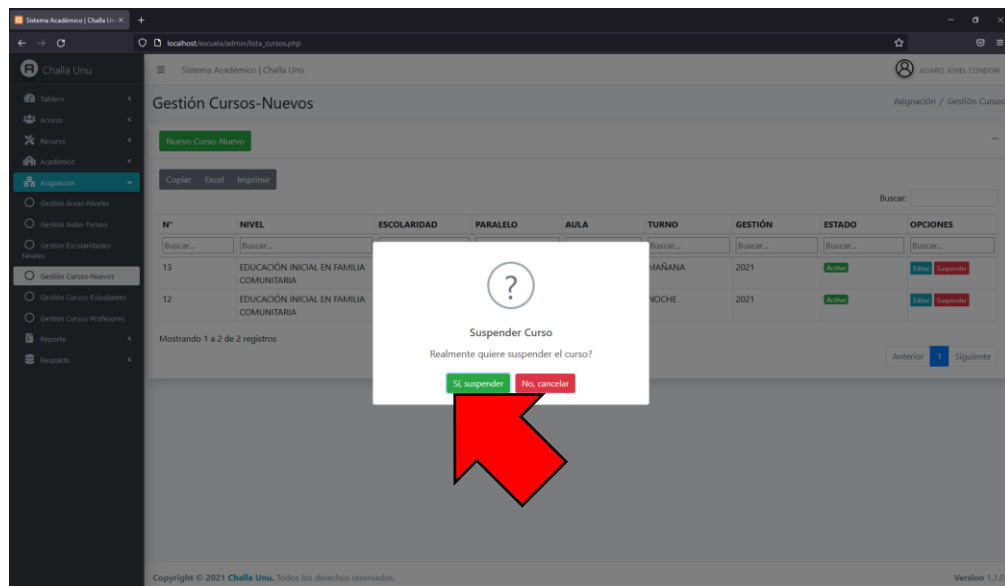 Sistema Académico | Challa Un
localhost/escuela/admin/lista_cursos.php
Challa Unu
Sistema Académico | Challa Unu
ALVARO JOHEL CONDORI
Tablero
Acceso
Recurso
Académico
Asignación
Gestión Áreas-Niveles
Gestión Aulas-Turnos
Gestión Escolaridades-
Niveles
Gestión Cursos-Nuevos
Gestión Cursos-Estudiantes
Gestión Cursos-Profesores
Reporte
Respaldo
Gestión Cursos-Nuevos
Asignación / Gestión Cursos
Nuevo Curso-Nuevo
Copiar Excel Imprimir
Buscar:
N° NIVEL ESCOLARIDAD PARALELO AULA TURNO GESTIÓN ESTADO OPCIONES
Buscar... Buscar... Buscar... Buscar... Buscar... Buscar...
13 EDUCACIÓN INICIAL EN FAMILIA COMUNITARIA MAÑANA 2021 Activo Editar Suspender
12 EDUCACIÓN INICIAL EN FAMILIA COMUNITARIA NOCHE 2021 Activo Editar Suspender
Mostrando 1 a 2 de 2 registros
Anterior 1 Siguiente
?
Suspender Curso
Realmente quiere suspender el curso?
Sí, suspender No, cancelar
Copyright © 2021 Challa Unu. Todos los derechos reservados.
Version 1.1.0